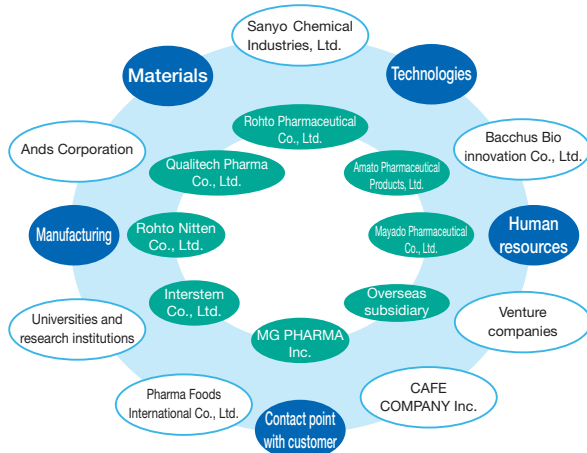 Sanyo Chemical
Industries, Ltd.
Materials
Technologies
Rohto Pharmaceutical
Co., Ltd.
Ands Corporation
Qualitech Pharma
Co., Ltd.
Amato Pharmaceutical
Products, Ltd.
Bacchus Bio
innovation Co., Ltd.
Manufacturing
Rohto Nitten
Co., Ltd.
Mayado Pharmaceutical
Co., Ltd.
Human
resources
Interstem
Co., Ltd.
Overseas
subsidiary
Universities and
research institutions
MG PHARMA
Inc.
Venture
companies
Pharma Foods
International Co., Ltd.
Contact point
with customer
CAFE
COMPANY Inc.